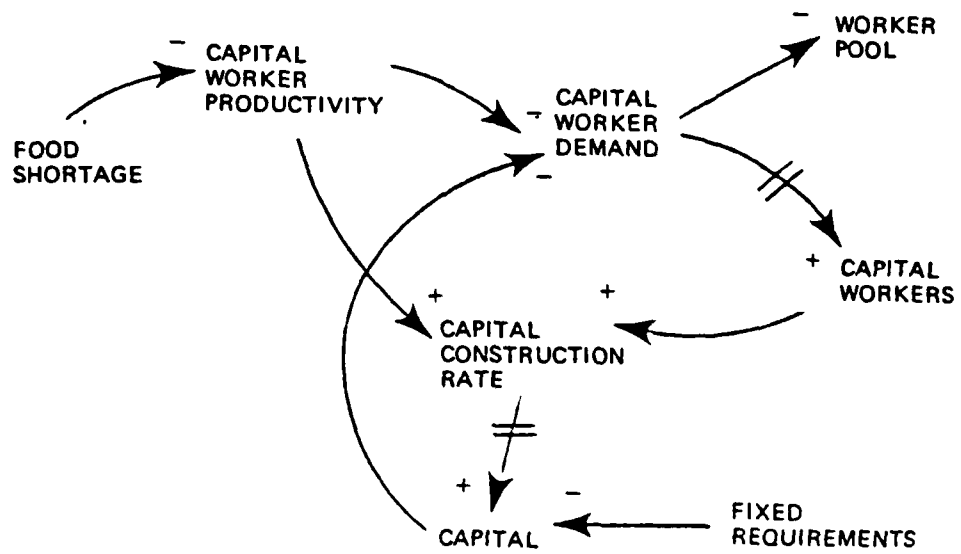 CAPITAL
WORKER
PRODUCTIVITY
FOOD
SHORTAGE
CAPITAL
WORKER
DEMAND
WORKER
POOL
CAPITAL
WORKERS
CAPITAL
CONSTRUCTION
RATE
CAPITAL
FIXED
REQUIREMENTS
−
−
−
−
+
+
+
+
−